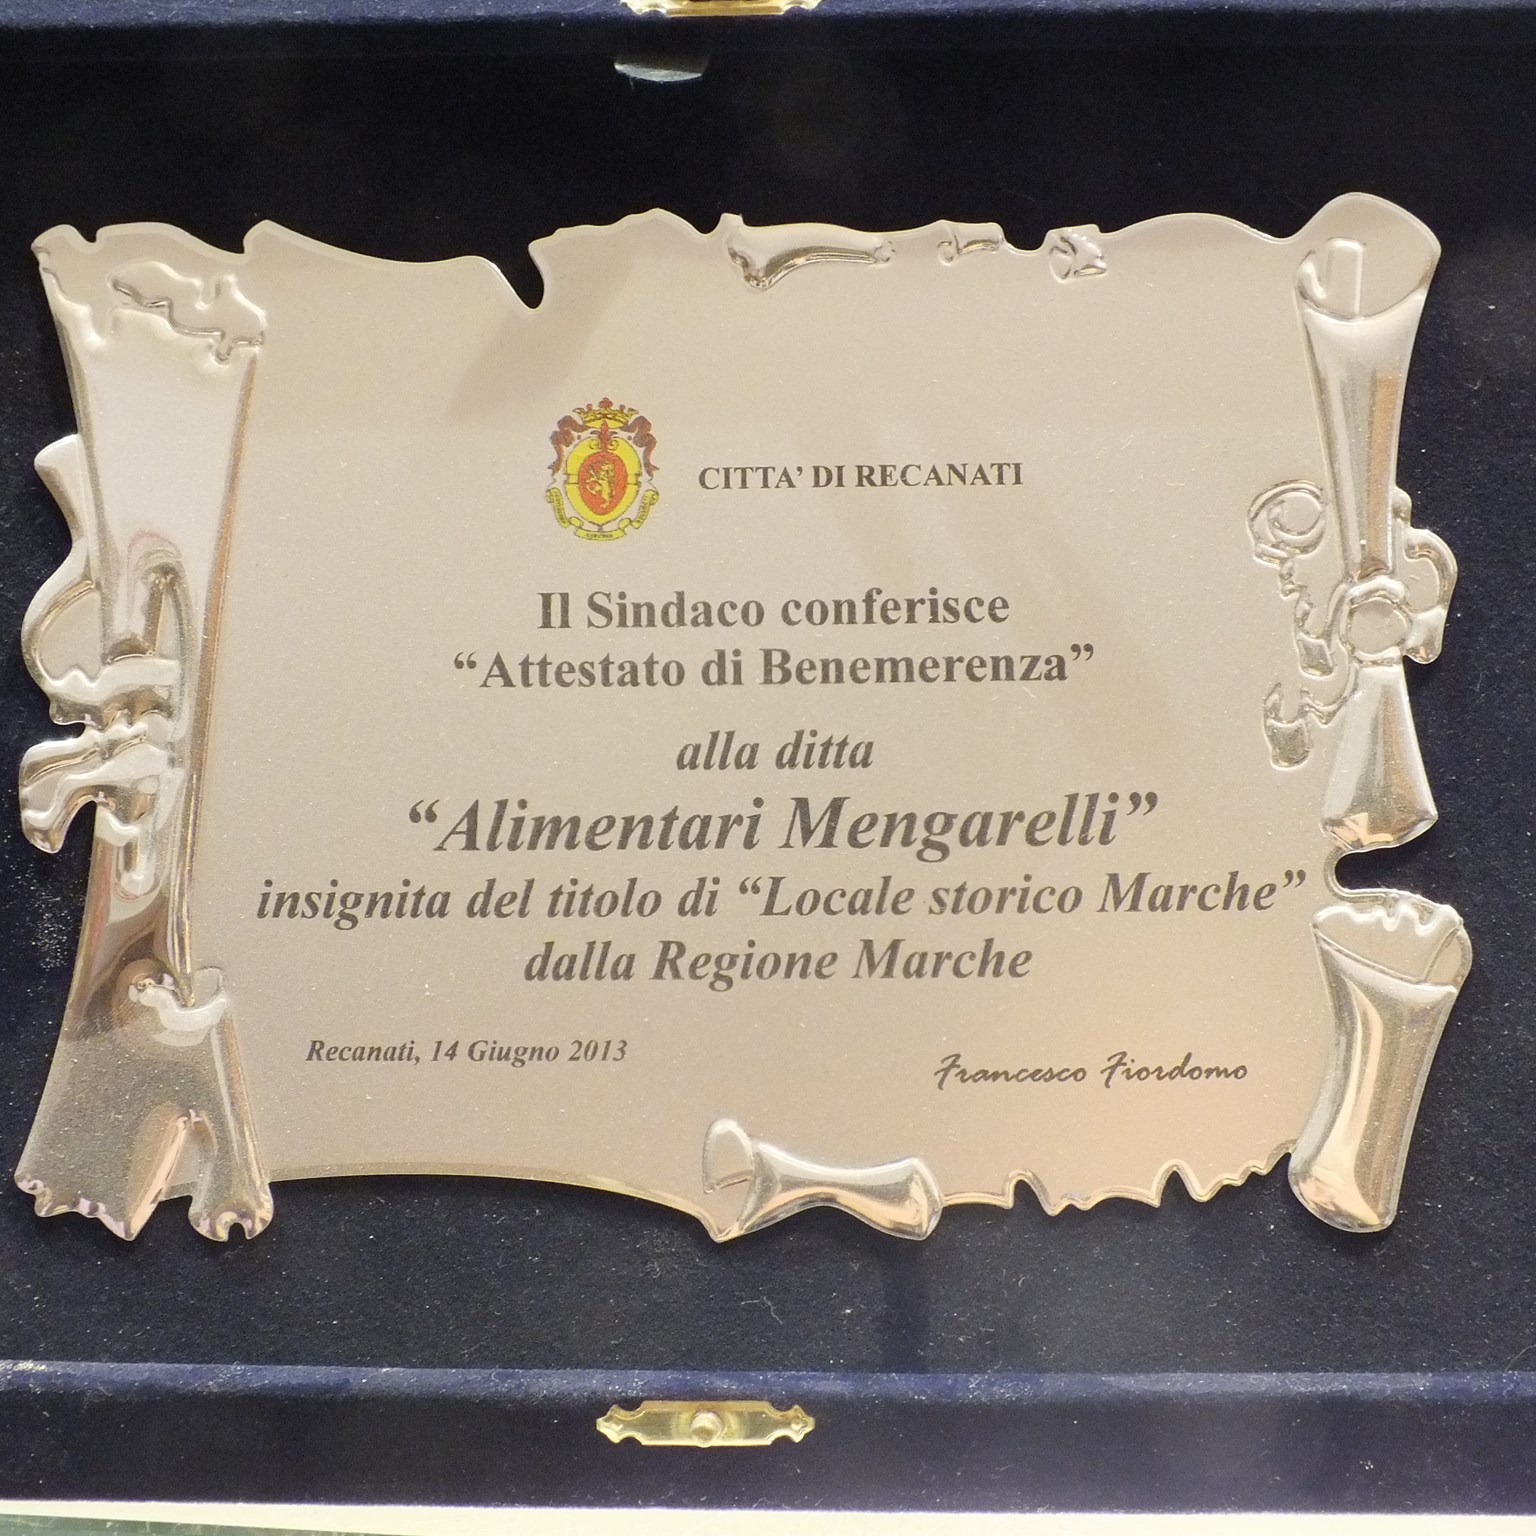 CITTA' DI RECANATI
Il Sindaco conferisce
“Attestato di Benemerenza”
alla ditta
“Alimentari Mengarelli”
insignita del titolo di “Locale storico Marche”
dalla Regione Marche
Recanati, 14 Giugno 2013
Francesco Fiordomo